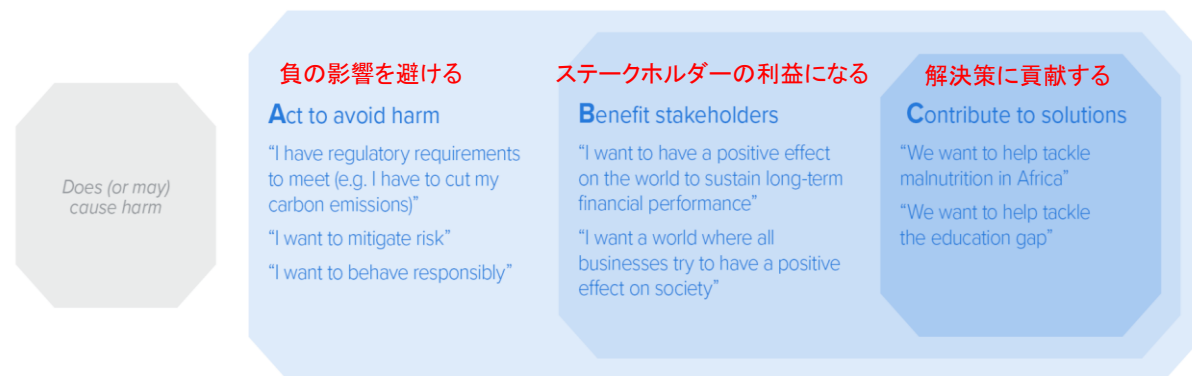 Does (or may)
cause harm
負の影響を避ける
Act to avoid harm
“I have regulatory requirements
to meet (e.g. I have to cut my
carbon emissions)”
“I want to mitigate risk”
“I want to behave responsibly”
ステークホルダーの利益になる
Benefit stakeholders
“I want to have a positive effect
on the world to sustain long-term
financial performance”
“I want a world where all
businesses try to have a positive
effect on society”
解決策に貢献する
Contribute to solutions
“We want to help tackle
malnutrition in Africa”
“We want to help tackle
the education gap”